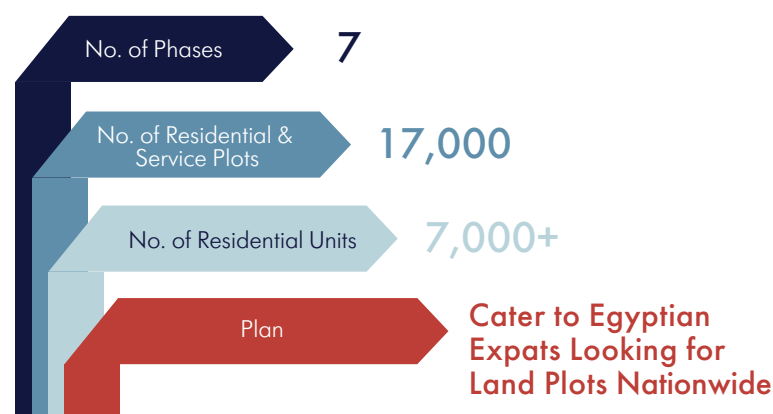 No. of Phases
7
No. of Residential &
Service Plots
17,000
No. of Residential Units
7,000+
Plan
Cater to Egyptian
Expats Looking for
Land Plots Nationwide